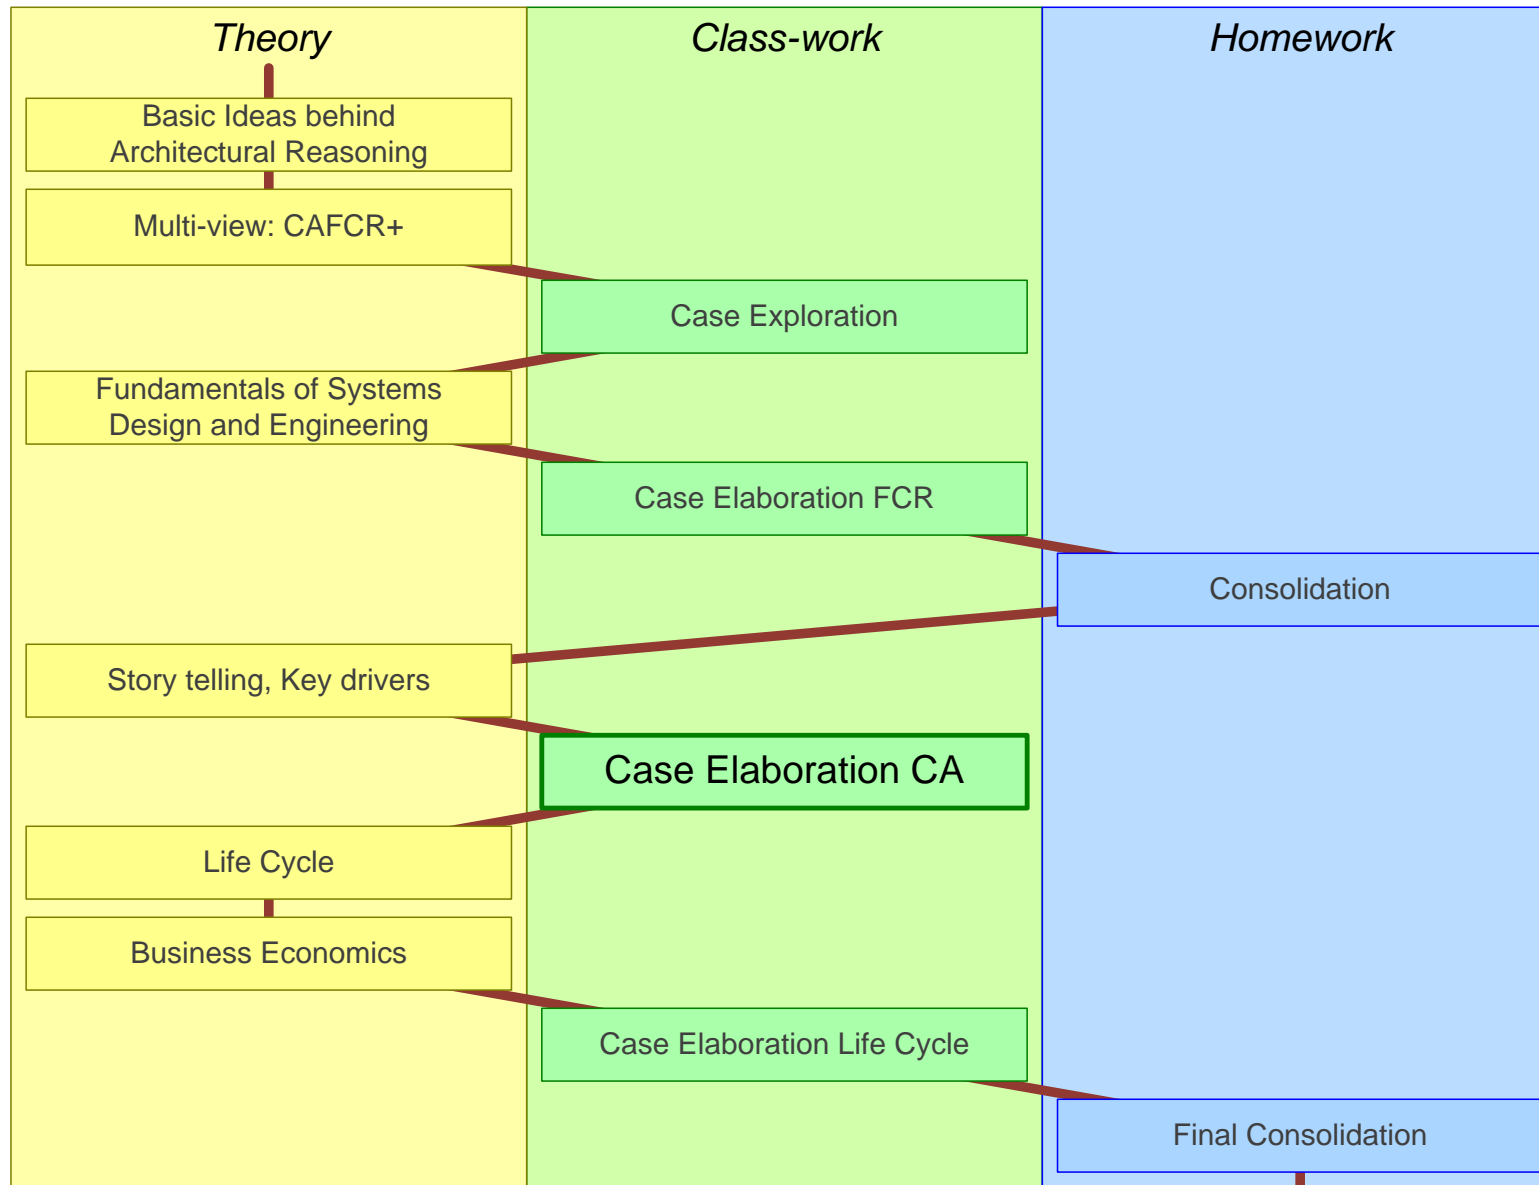 Theory
Class-work
Homework
Basic Ideas behind
Architectural Reasoning
Multi-view: CAFCR+
Case Exploration
Fundamentals of Systems
Design and Engineering
Case Elaboration FCR
Consolidation
Story telling, Key drivers
Case Elaboration CA
Life Cycle
Business Economics
Case Elaboration Life Cycle
Final Consolidation